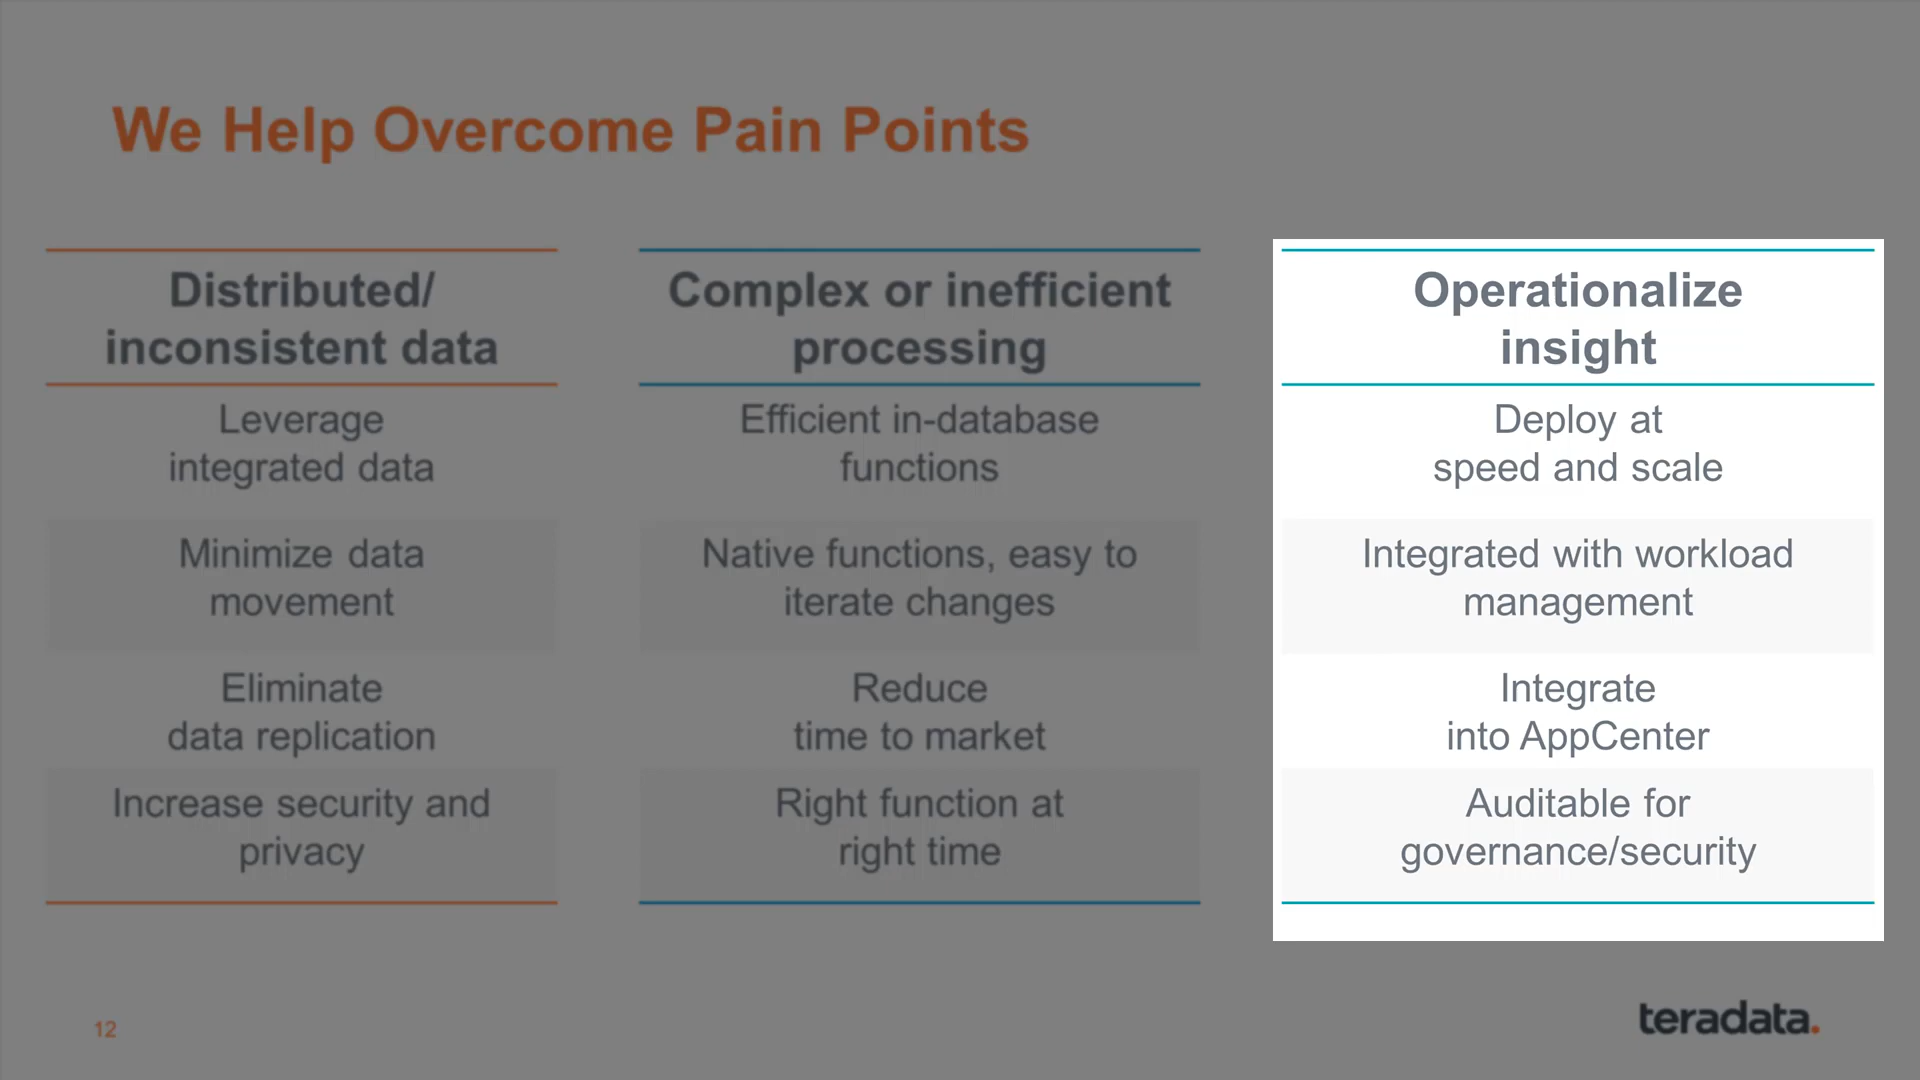 We Help Overcome Pain Points
Distributed/
inconsistent data
Leverage
integrated data
Minimize data
movement
Eliminate
data replication
Increase security and
privacy
Complex or inefficient
processing
Efficient in-database
functions
Native functions, easy to
iterate changes
Reduce
time to market
Right function at
right time
Operationalize
insight
Deploy at
speed and scale
Integrated with workload
management
Integrate
into AppCenter
Auditable for
governance/security
12
teradata.